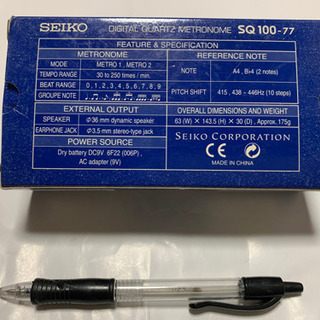 SEIKO DIGITAL QUARTZ METRONOME SQ 100-77
FEATURE & SPECIFICATION
METRONOME
MODE METRO 1 , METRO 2
TEMPO RANGE 30 to 250 times / min.
BEAT RANGE 0, 1, 2, 3, 4, 5, 6, 7, 8, 9
GROUPE NOTE
REFERENCE NOTE
NOTE A4 , B♭4 (2 notes)
PITCH SHIFT 415 , 438 - 446Hz (10 steps)
EXTERNAL OUTPUT
SPEAKER Φ36 mm dynamic speaker
EARPHONE JACK Φ3.5 mm stereo-type jack
POWER SOURCE
Dry battery DC9V 6F22 (006P)
AC adapter (9V)
OVERALL DIMENSIONS AND WEIGHT
63 (W) × 143.5 (H) × 30 (D) , Approx. 175g
SEIKO CORPORATION
MADE IN CHINA